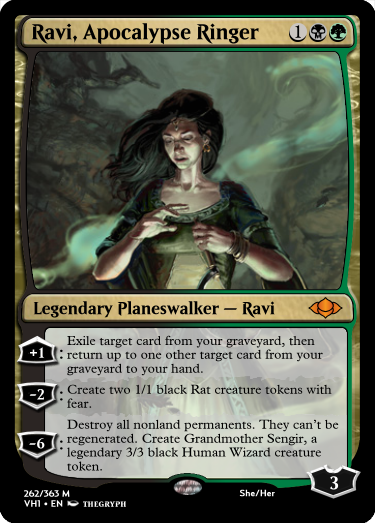 Ravi, Apocalypse Ringer 1
Legendary Planeswalker — Ravi
+1: Exile target card from your graveyard, then
return up to one other target card from your
graveyard to your hand.
-2: Create two 1/1 black Rat creature tokens with
fear.
-6: Destroy all nonland permanents. They can't be
regenerated. Create Grandmother Sengir, a
legendary 3/3 black Human Wizard creature
token.
3
262/363 M She/Her
VH1 • EN THEGRYPH